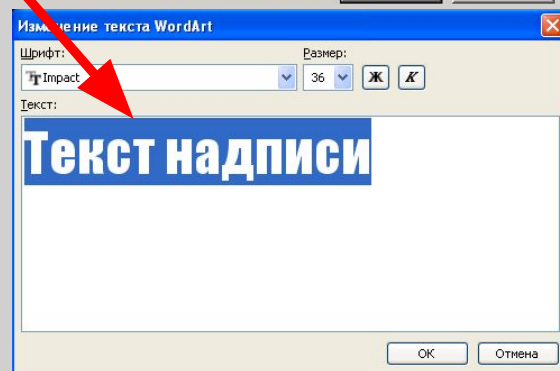 Изменение текста WordArt
Шрифт: Размер:
Impact 36 Ж К
Текст:
Текст надписи
ОК Отмена